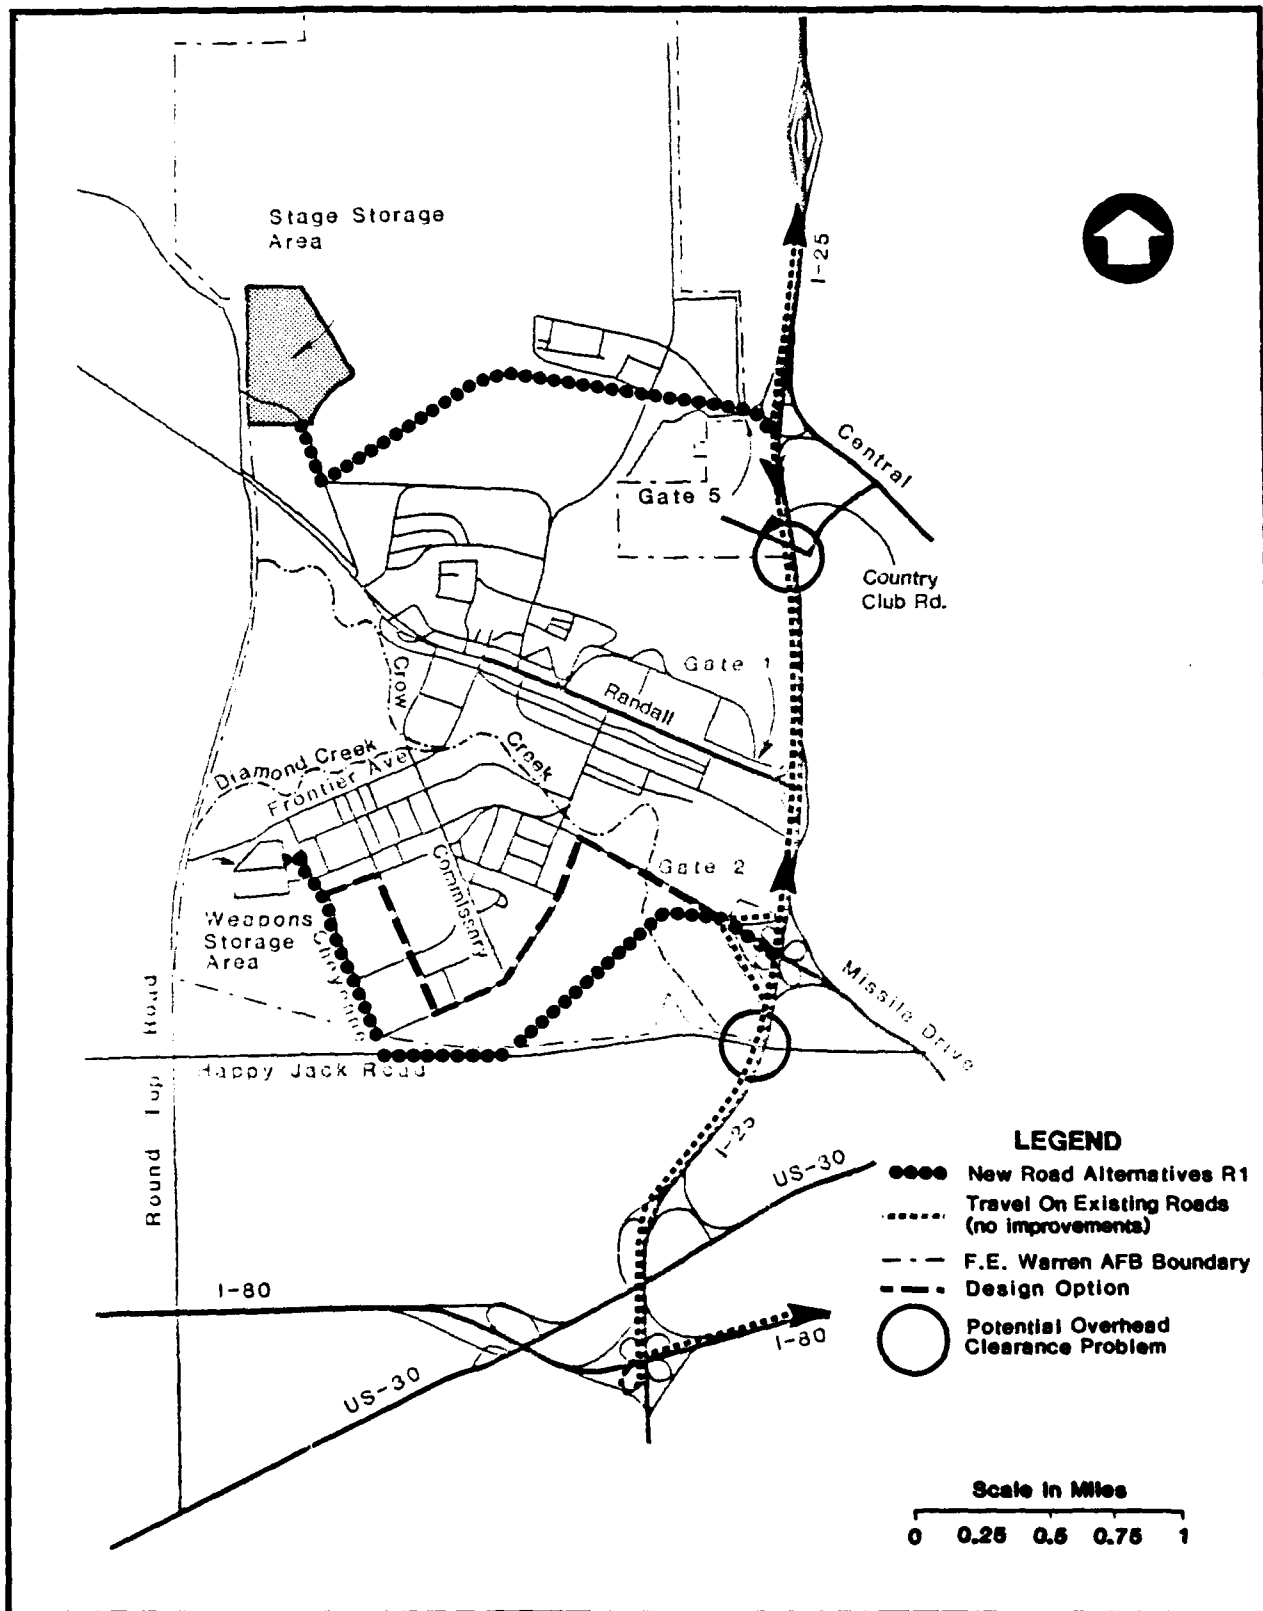 Stage Storage
Area
I-25
Central
Gate 5
Country
Club Rd.
Gate 1
Crow
Randall
Creek
Diamond Creek
Frontier Ave
Commissary
Gate 2
Weapons
Storage
Area
Cheyenne
Missile Drive
Happy Jack Road
Round Top Road
I-25
LEGEND
New Road Alternatives R1
US-30
Travel On Existing Roads
(no improvements)
F.E. Warren AFB Boundary
I-80
Design Option
Potential Overhead
Clearance Problem
I-80
US-30
Scale in Miles
0 0.25 0.5 0.75 1